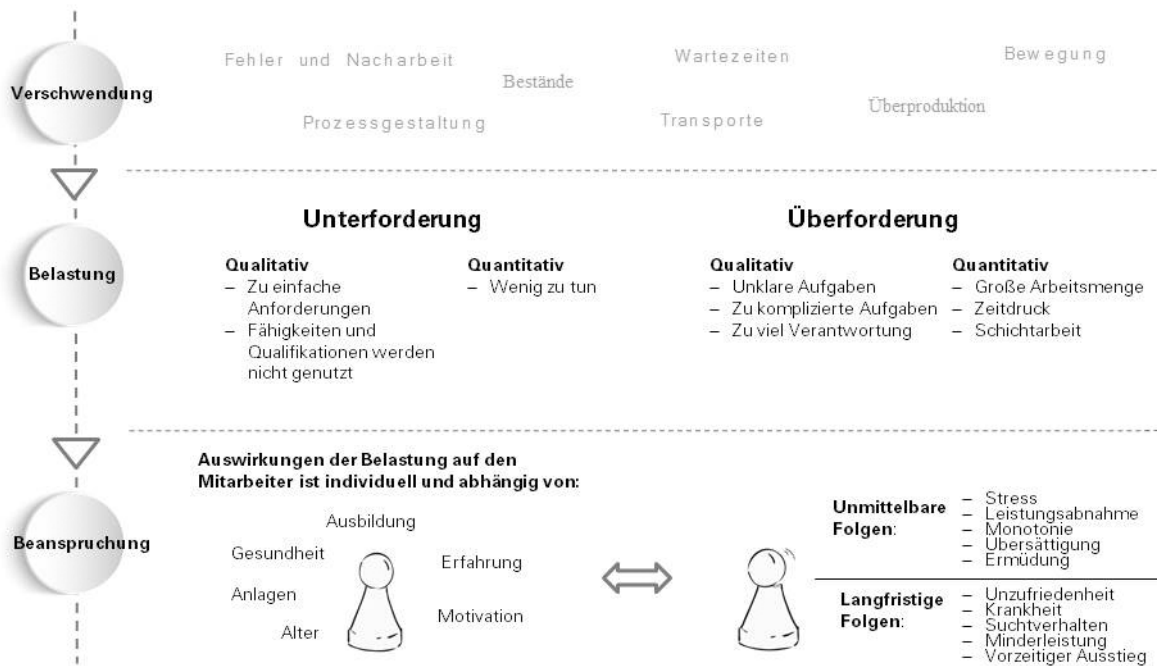 Verschwendung
Fehler und Nacharbeit
Bestände
Wartezeiten
Bewegung
Prozessgestaltung
Transporte
Überproduktion
Belastung
Unterforderung
Qualitativ
– Zu einfache
Anforderungen
– Fähigkeiten und
Qualifikationen werden
nicht genutzt
Quantitativ
– Wenig zu tun
Überforderung
Qualitativ
– Unklare Aufgaben
– Zu komplizierte Aufgaben
– Zu viel Verantwortung
Quantitativ
– Große Arbeitsmenge
– Zeitdruck
– Schichtarbeit
Beanspruchung
Auswirkungen der Belastung auf den
Mitarbeiter ist individuell und abhängig von:
Ausbildung
Gesundheit
Erfahrung
Anlagen
Motivation
Alter
Unmittelbare
Folgen:
– Stress
– Leistungsabnahme
– Monotonie
– Übersättigung
– Ermüdung
Langfristige
Folgen:
– Unzufriedenheit
– Krankheit
– Suchtverhalten
– Minderleistung
– Vorzeitiger Ausstieg